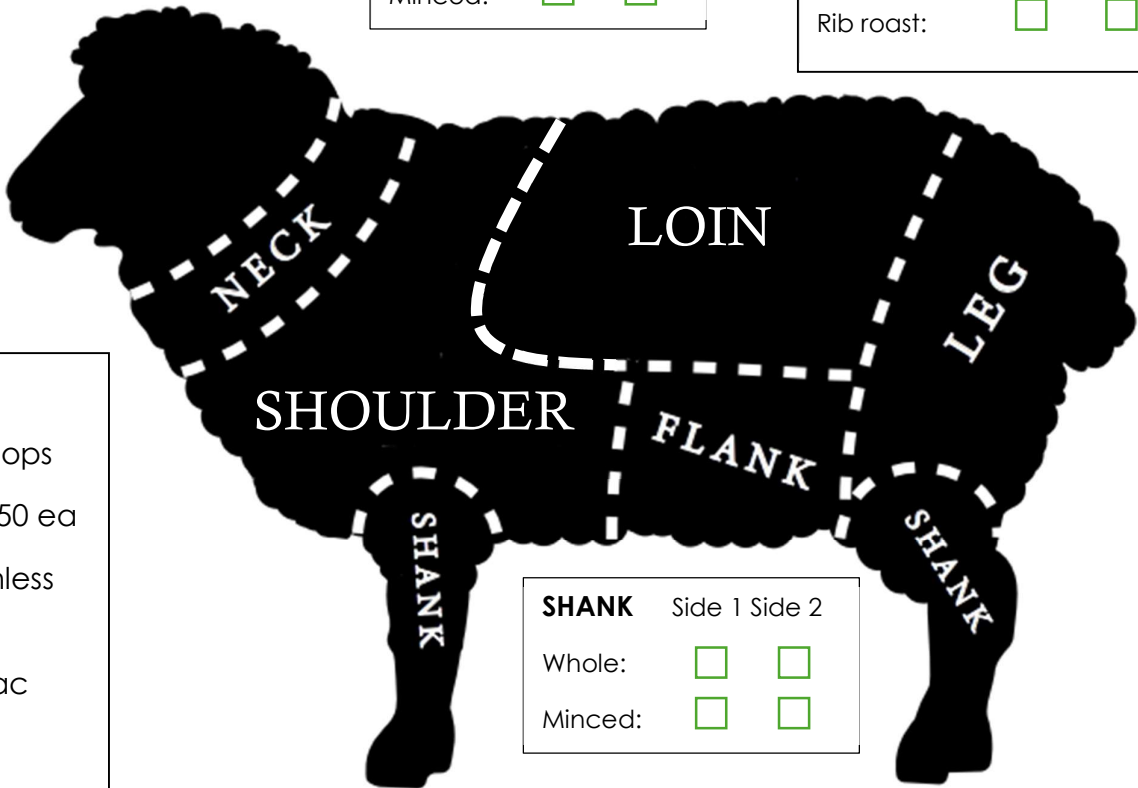 Minced:
Rib roast:
NECK
LOIN
LEG
SHOULDER
FLANK
SHANK
SHANK
ops
50 ea
less
ac
SHANK Side 1 Side 2
Whole:
Minced: